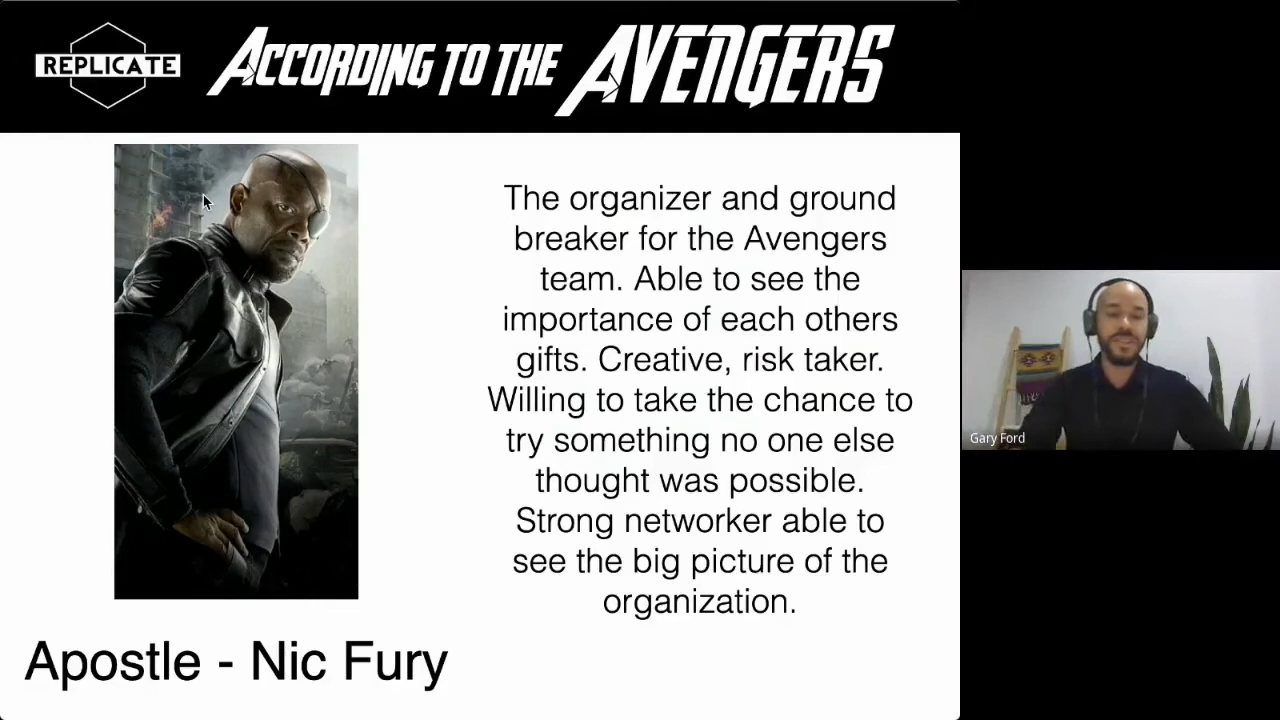 REPLICATE
ACCORDING TO THE AVENGERS
The organizer and ground
breaker for the Avengers
team. Able to see the
importance of each others
gifts. Creative, risk taker.
Willing to take the chance to
try something no one else
thought was possible.
Strong networker able to
see the big picture of the
organization.
Apostle - Nic Fury
Gary Ford